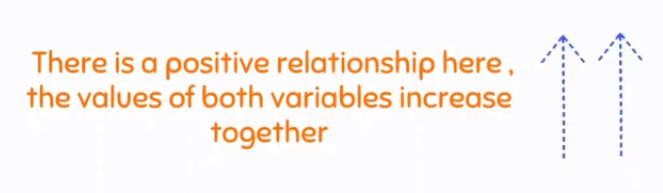 There is a positive relationship here ,
the values of both variables increase
together